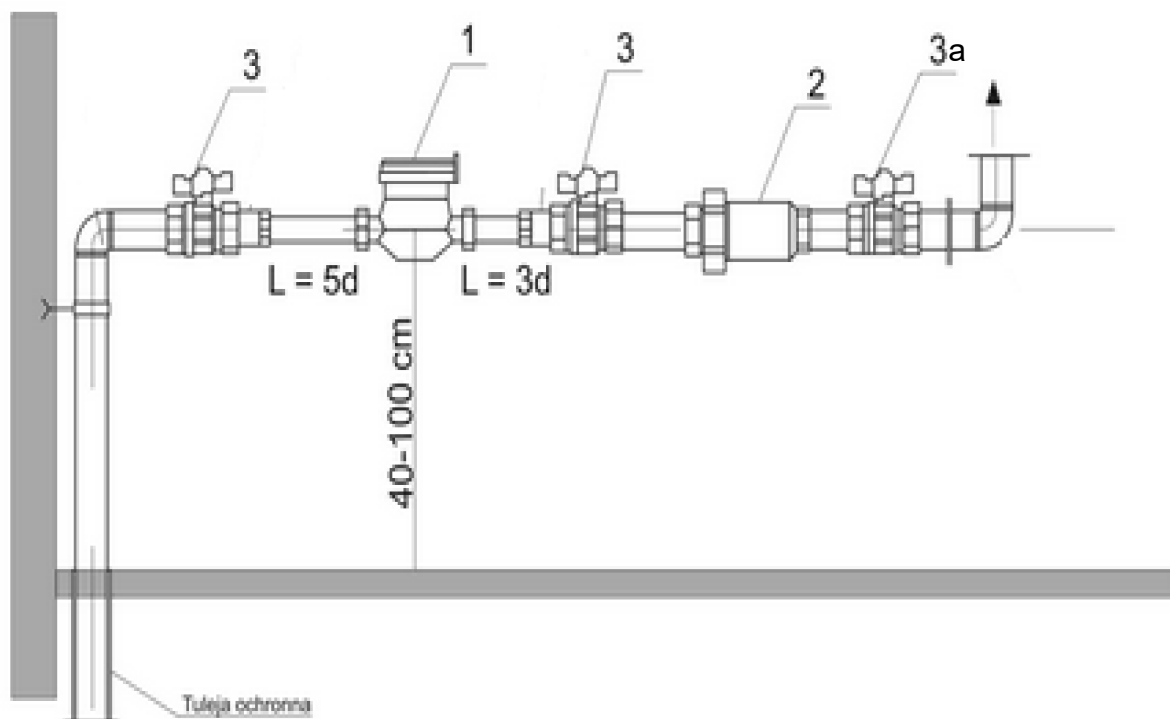 1
3
3
3a
2
L = 5d
L = 3d
40-100 cm
Tuleja ochronna